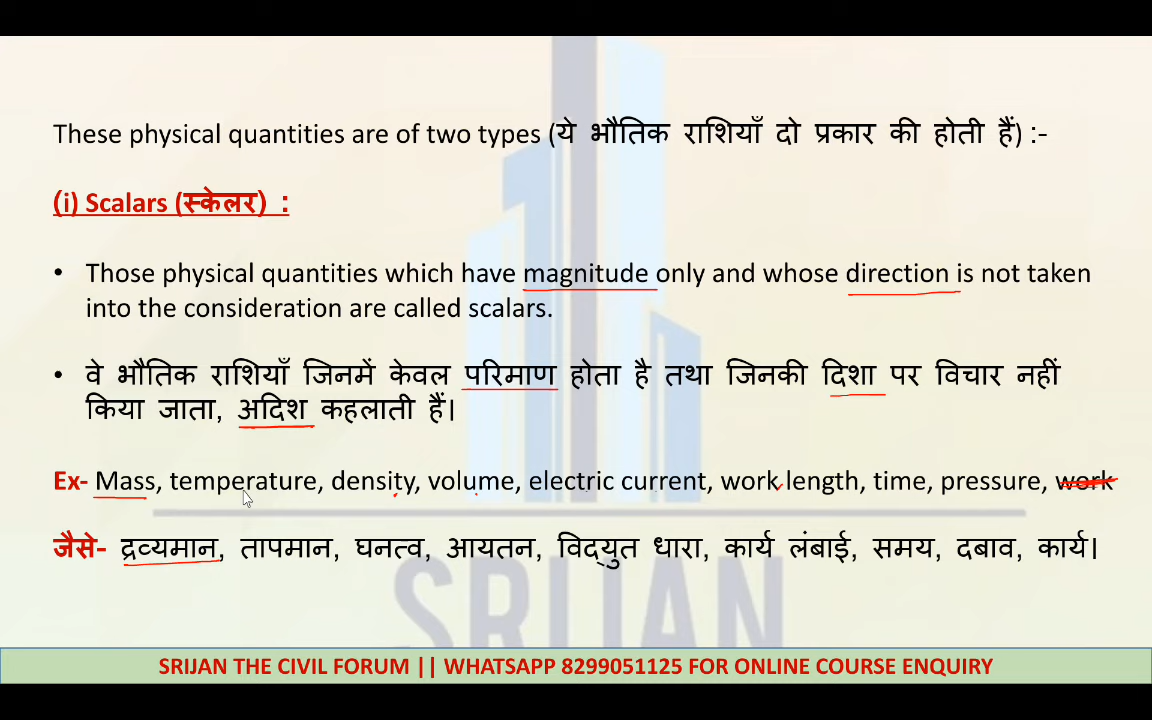 These physical quantities are of two types (ये भौतिक राशियाँ दो प्रकार की होती हैं) :-
(i) Scalars (स्केलर) :
• Those physical quantities which have magnitude only and whose direction is not taken
into the consideration are called scalars.
• वे भौतिक राशियाँ जिनमें केवल परिमाण होता है तथा जिनकी दिशा पर विचार नहीं
किया जाता, अदिश कहलाती हैं।
Ex- Mass, temperature, density, volume, electric current, work length, time, pressure, work
जैसे- द्रव्यमान, तापमान, घनत्व, आयतन, विद्युत धारा, कार्य लंबाई, समय, दबाव, कार्य।
SRIJAN
SRIJAN THE CIVIL FORUM || WHATSAPP 8299051125 FOR ONLINE COURSE ENQUIRY